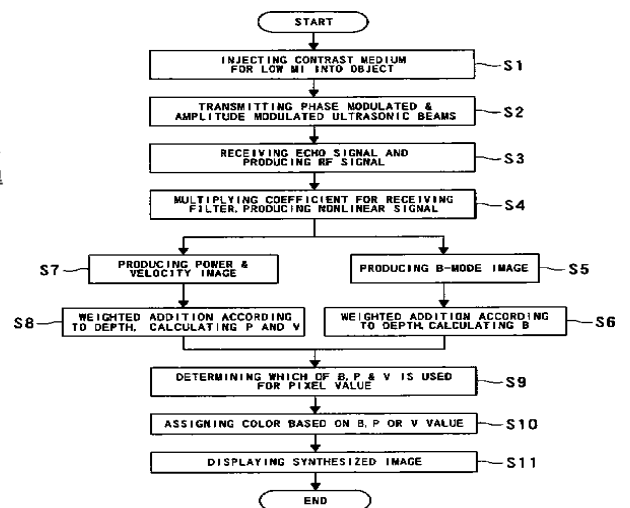 START
INJECTING CONTRAST MEDIUM
FOR LOW MI INTO OBJECT
S1
TRANSMITTING PHASE MODULATED &
AMPLITUDE MODULATED ULTRASONIC BEAMS
S2
RECEIVING ECHO SIGNAL AND
PRODUCING RF SIGNAL
S3
MULTIPLYING COEFFICIENT FOR RECEIVING
FILTER, PRODUCING NONLINEAR SIGNAL
S4
S7
PRODUCING POWER &
VELOCITY IMAGE
PRODUCING B-MODE IMAGE
S5
S8
WEIGHTED ADDITION ACCORDING
TO DEPTH, CALCULATING P AND V
WEIGHTED ADDITION ACCORDING
TO DEPTH, CALCULATING B
S6
DETERMINING WHICH OF B, P & V IS USED
FOR PIXEL VALUE
S9
ASSIGNING COLOR BASED ON B, P OR V VALUE
S10
DISPLAYING SYNTHESIZED IMAGE
S11
END